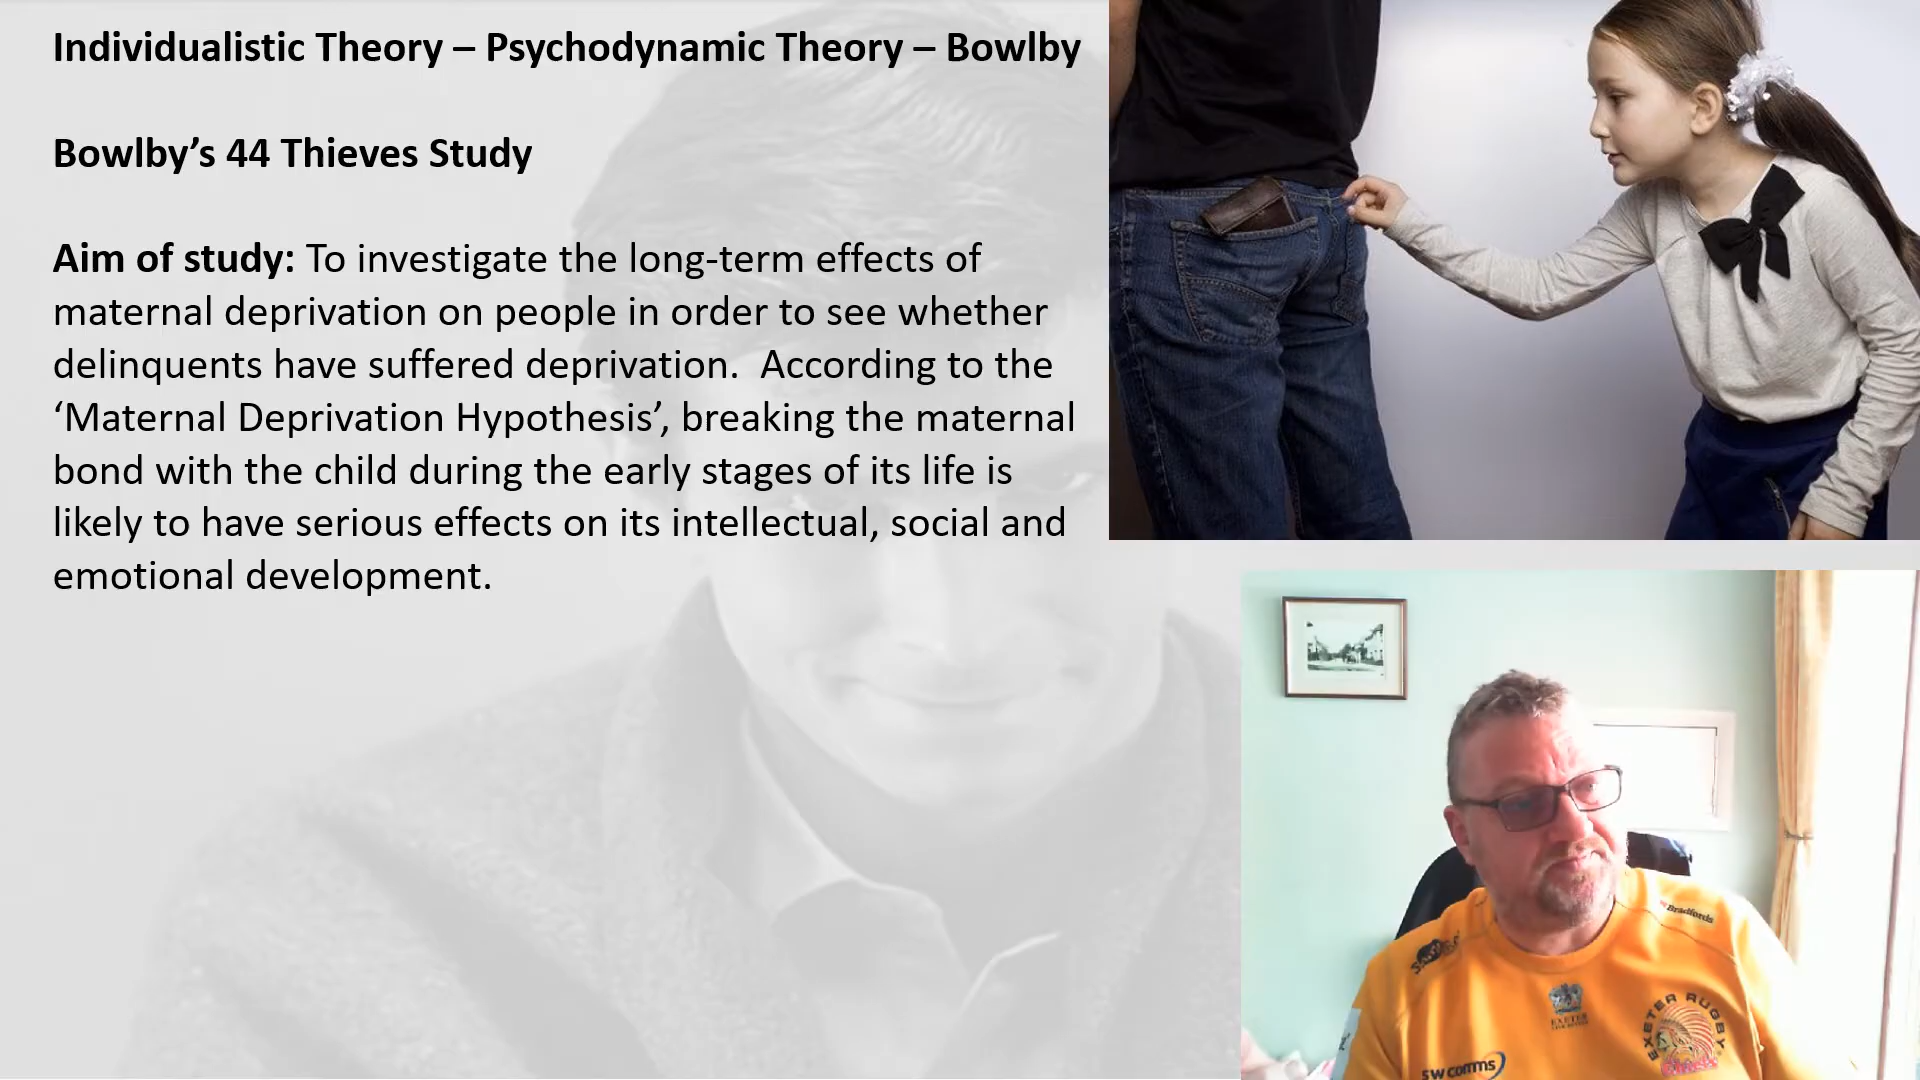 Individualistic Theory – Psychodynamic Theory – Bowlby
Bowlby’s 44 Thieves Study
Aim of study: To investigate the long-term effects of
maternal deprivation on people in order to see whether
delinquents have suffered deprivation.  According to the
‘Maternal Deprivation Hypothesis’, breaking the maternal
bond with the child during the early stages of its life is
likely to have serious effects on its intellectual, social and
emotional development.
Bradfords
EXETER
EXETER RUGBY
SW comms